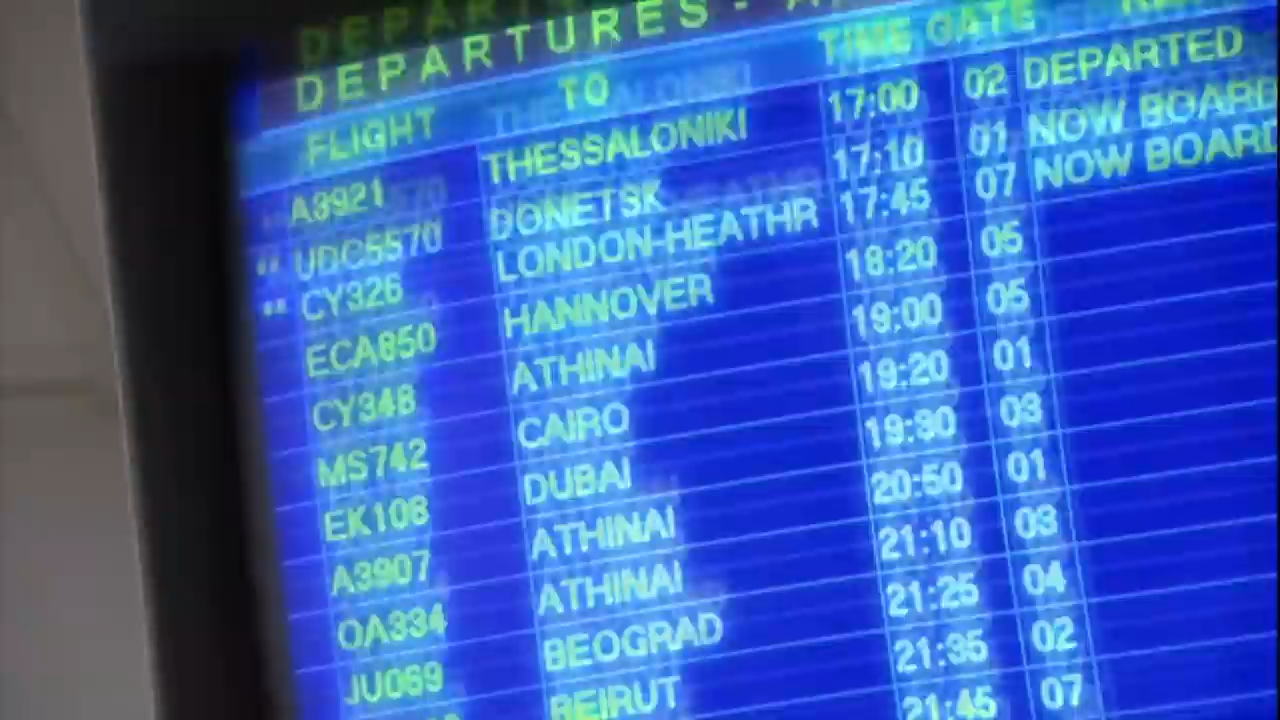 DEPARTURES -
FLIGHT TO TIME GATE
A3921 THESSALONIKI 17:00 02 DEPARTED
" UDC5570 DONETSK 17:10 01 NOW BOARD
" CY326 LONDON-HEATHR 17:45 07 NOW BOARD
ECA850 HANNOVER 18:20 05
CY348 ATHINAI 19:00 05
MS742 CAIRO 19:20 01
EK108 DUBAI 19:30 03
A3907 ATHINAI 20:50 01
OA334 ATHINAI 21:10 03
JU069 BEOGRAD 21:25 04
BEIRUT 21:35 02
21:45 07